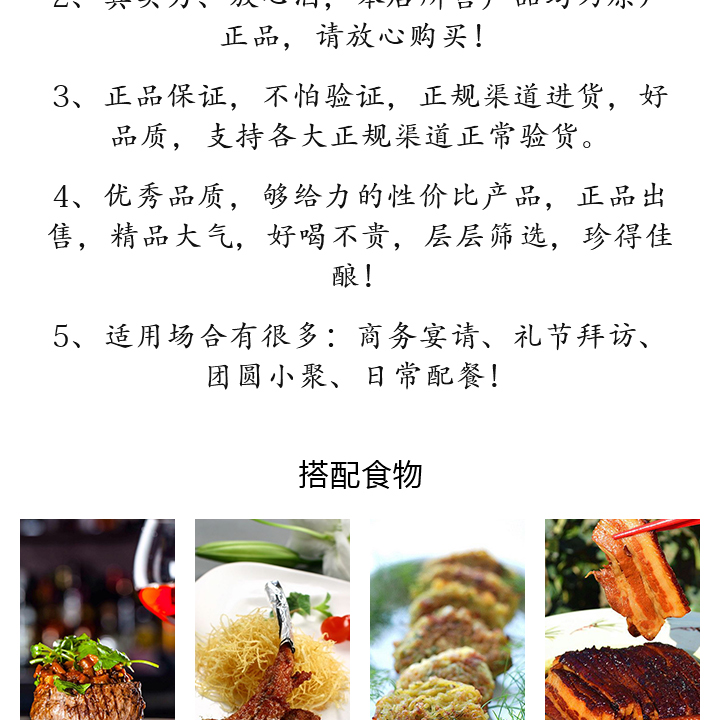 正品，请放心购买！
3、正品保证，不怕验证，正规渠道进货，好
品质，支持各大正规渠道正常验货。
4、优秀品质，够给力的性价比产品，正品出
售，精品大气，好喝不贵，层层筛选，珍得佳
酿！
5、适用场合有很多：商务宴请、礼节拜访、
团圆小聚、日常配餐！
搭配食物